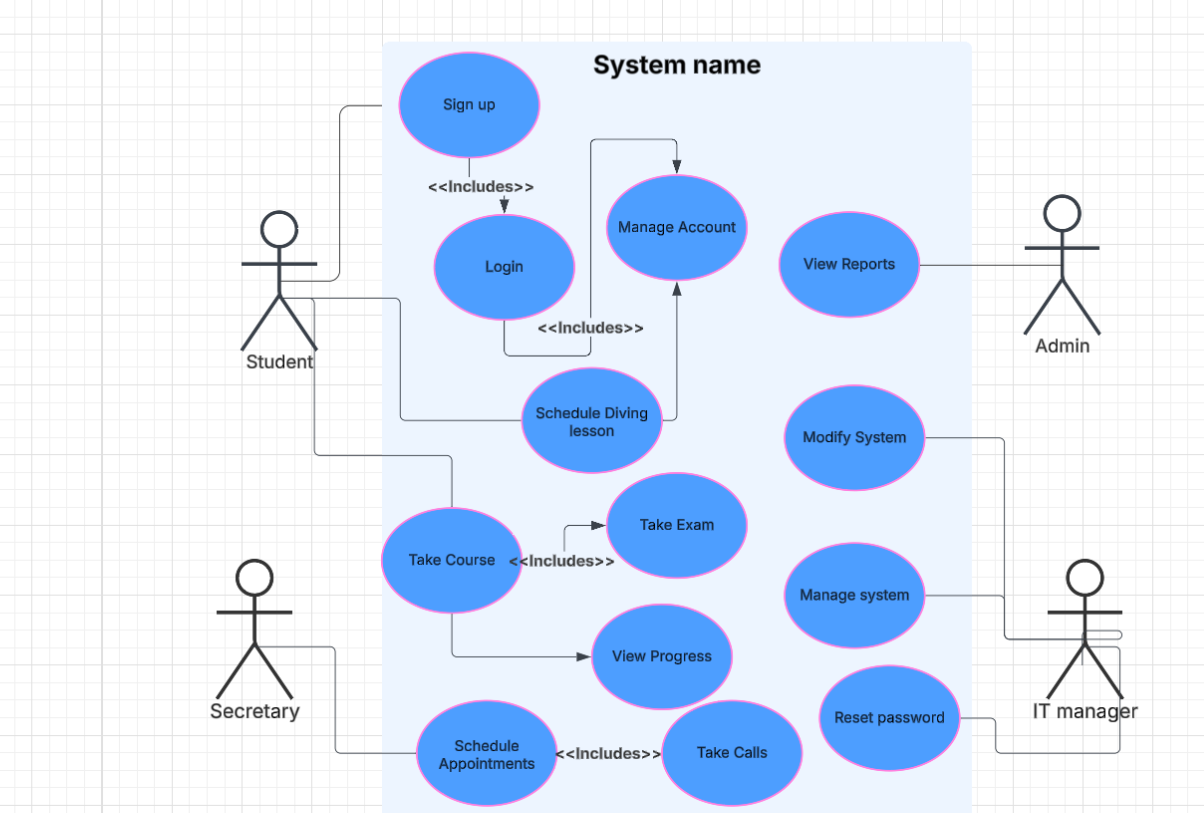 System name
Sign up
<<Includes>>
Login
Manage Account
View Reports
<<Includes>>
Student
Admin
Schedule Diving
lesson
Modify System
Take Exam
Take Course
<<Includes>>
Manage system
View Progress
Secretary
IT manager
Reset password
Schedule
Appointments
<<Includes>>
Take Calls